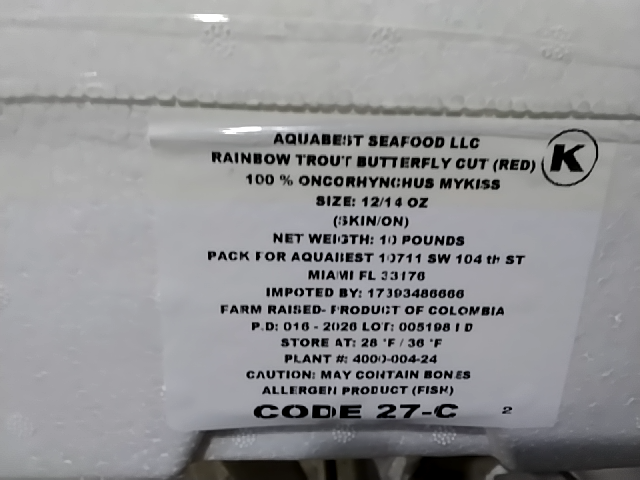 AQUABEST SEAFOOD LLC
RAINBOW TROUT BUTTERFLY CUT (RED)
K
100 % ONCORHYNCHUS MYKISS
SIZE: 12/14 OZ
(SKIN/ON)
NET WEIGTH: 10 POUNDS
PACK FOR AQUABEST 10711 SW 104 th ST
MIAMI FL 33176
IMPOTED BY: 17393486666
FARM RAISED- PRODUCT OF COLOMBIA
P.D: 016 - 2026 LOT: 005198
STORE AT: 28 °F / 36 °F
PLANT #: 4000-004-24
CAUTION: MAY CONTAIN BONES
ALLERGEN PRODUCT (FISH)
CODE 27-C 2